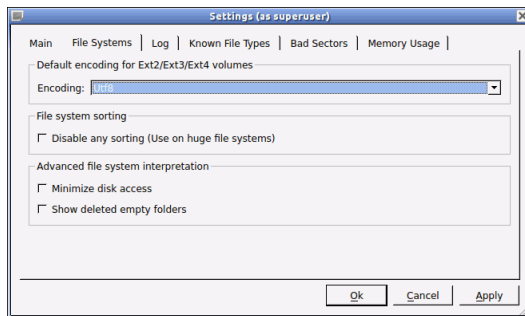 Settings (as superuser)
Main File Systems Log Known File Types Bad Sectors Memory Usage
Default encoding for Ext2/Ext3/Ext4 volumes
Encoding: Utf8
File system sorting
Disable any sorting (Use on huge file systems)
Advanced file system interpretation
Minimize disk access
Show deleted empty folders
Ok Cancel Apply